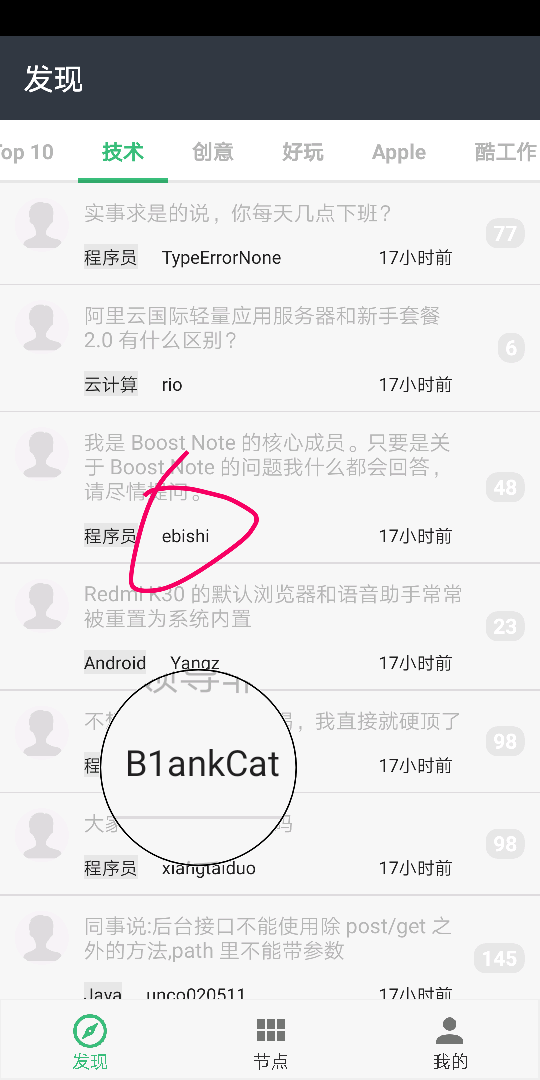 发现
op 10 技术 创意 好玩 Apple 酷工作
实事求是的说，你每天几点下班？
77
程序员 TypeErrorNone 17小时前
阿里云国际轻量应用服务器和新手套餐
2.0 有什么区别？
6
云计算 rio 17小时前
我是 Boost Note 的核心成员。只要是关
于 Boost Note 的问题我什么都会回答，
请尽情提问。
48
程序员 ebishi 17小时前
Redmi K30 的默认浏览器和语音助手常常
被重置为系统内置
23
Android Yangz 17小时前
领导非
，我直接就硬顶了
98
B1ankCat
17小时前
大家
吗
98
程序员 xiangtaiduo 17小时前
同事说:后台接口不能使用除 post/get 之
外的方法,path 里不能带参数
145
Java unco020511 17小时前
发现 节点 我的